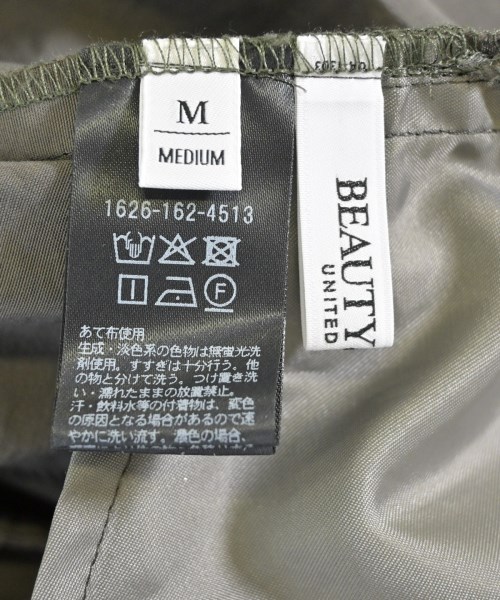 M
MEDIUM
BEAUTY
UNITED
1626-162-4513
F
あて布使用
生成・淡色系の色物は無蛍光洗
剤使用。すすぎは十分行う。他
の物と分けて洗う。つけ置き洗
い・濡れたままの放置禁止。
汗・飲料水等の付着物は、変色
の原因となる場合があるので速
やかに洗い流す。濃色の場合、